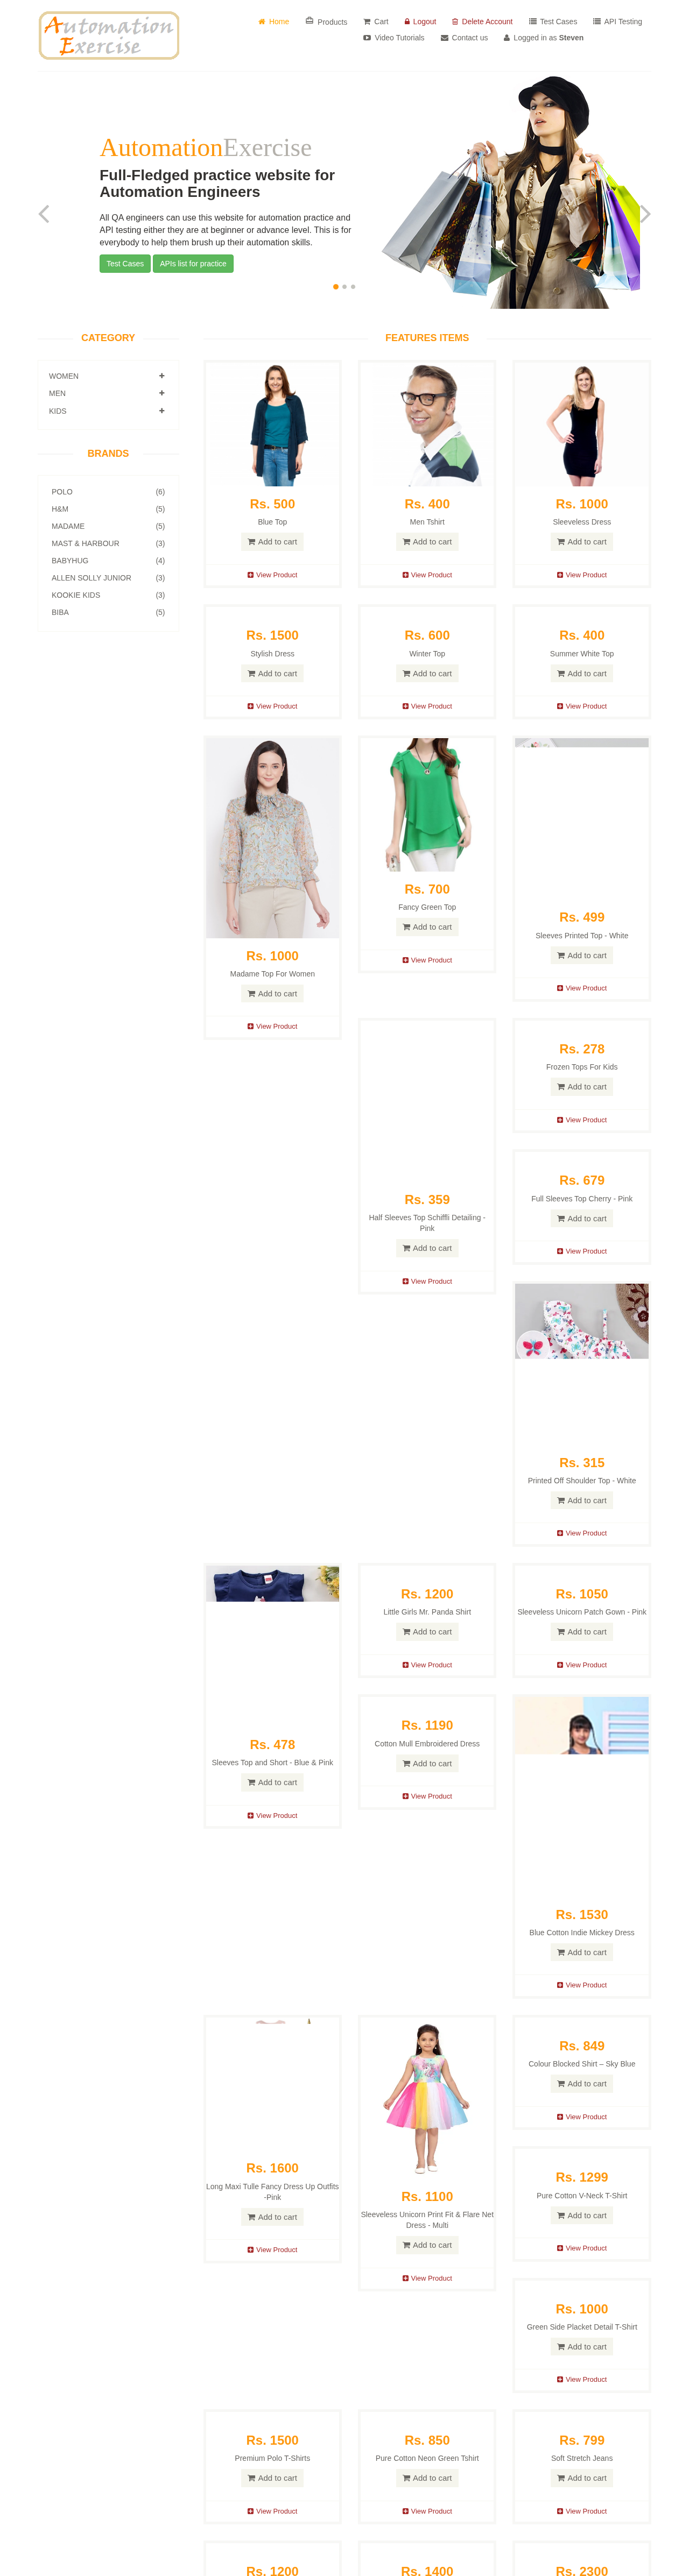 Automation
Exercise
Home
Products
Cart
Logout
Delete Account
Test Cases
API Testing
Video Tutorials
Contact us
Logged in as Steven
AutomationExercise
Full-Fledged practice website for
Automation Engineers
All QA engineers can use this website for automation practice and
API testing either they are at beginner or advance level. This is for
everybody to help them brush up their automation skills.
Test Cases
APIs list for practice
CATEGORY
WOMEN
MEN
KIDS
BRANDS
POLO (6)
H&M (5)
MADAME (5)
MAST & HARBOUR (3)
BABYHUG (4)
ALLEN SOLLY JUNIOR (3)
KOOKIE KIDS (3)
BIBA (5)
FEATURES ITEMS
Rs. 500
Blue Top
Add to cart
View Product
Rs. 400
Men Tshirt
Add to cart
View Product
Rs. 1000
Sleeveless Dress
Add to cart
View Product
Rs. 1500
Stylish Dress
Add to cart
View Product
Rs. 600
Winter Top
Add to cart
View Product
Rs. 400
Summer White Top
Add to cart
View Product
Rs. 1000
Madame Top For Women
Add to cart
View Product
Rs. 700
Fancy Green Top
Add to cart
View Product
Rs. 499
Sleeves Printed Top - White
Add to cart
View Product
Rs. 359
Half Sleeves Top Schiffli Detailing -
Pink
Add to cart
View Product
Rs. 278
Frozen Tops For Kids
Add to cart
View Product
Rs. 679
Full Sleeves Top Cherry - Pink
Add to cart
View Product
Rs. 315
Printed Off Shoulder Top - White
Add to cart
View Product
Rs. 478
Sleeves Top and Short - Blue & Pink
Add to cart
View Product
Rs. 1200
Little Girls Mr. Panda Shirt
Add to cart
View Product
Rs. 1050
Sleeveless Unicorn Patch Gown - Pink
Add to cart
View Product
Rs. 1190
Cotton Mull Embroidered Dress
Add to cart
View Product
Rs. 1530
Blue Cotton Indie Mickey Dress
Add to cart
View Product
Rs. 1600
Long Maxi Tulle Fancy Dress Up Outfits
-Pink
Add to cart
View Product
Rs. 1100
Sleeveless Unicorn Print Fit & Flare Net
Dress - Multi
Add to cart
View Product
Rs. 849
Colour Blocked Shirt – Sky Blue
Add to cart
View Product
Rs. 1299
Pure Cotton V-Neck T-Shirt
Add to cart
View Product
Rs. 1000
Green Side Placket Detail T-Shirt
Add to cart
View Product
Rs. 1500
Premium Polo T-Shirts
Add to cart
View Product
Rs. 850
Pure Cotton Neon Green Tshirt
Add to cart
View Product
Rs. 799
Soft Stretch Jeans
Add to cart
View Product
Rs. 1200
Rs. 1400
Rs. 2300